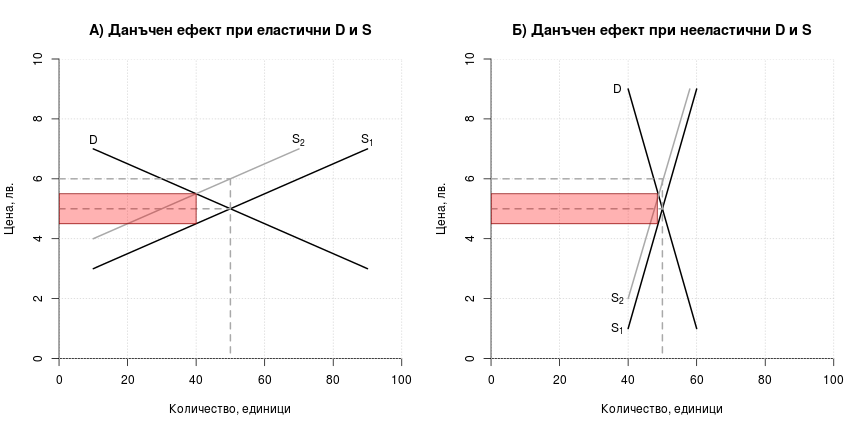 А) Данъчен ефект при еластични D и S
10
8
6
4
2
0
Цена, лв.
D
S₂
S₁
0 20 40 60 80 100
Количество, единици
Б) Данъчен ефект при нееластични D и S
10
8
6
4
2
0
Цена, лв.
D
S₂
S₁
0 20 40 60 80 100
Количество, единици